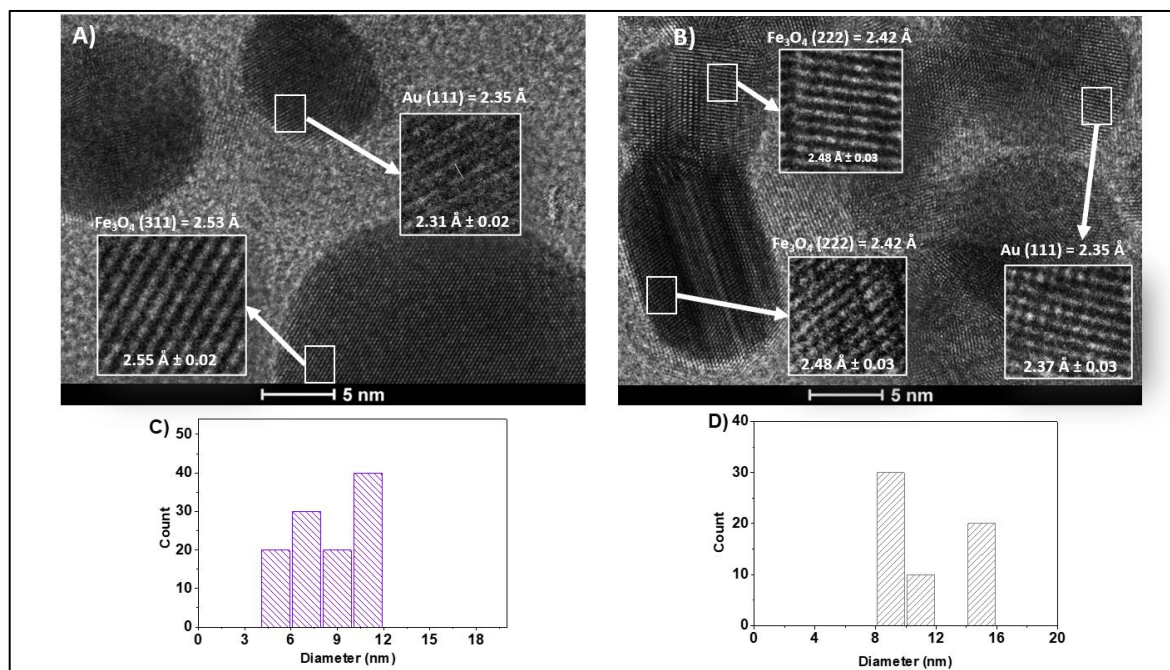 A)
Au (111) = 2.35 Å
2.31 Å ± 0.02
Fe₃O₄ (311) = 2.53 Å
2.55 Å ± 0.02
5 nm
B)
Fe₃O₄ (222) = 2.42 Å
2.48 Å ± 0.03
Fe₃O₄ (222) = 2.42 Å
2.48 Å ± 0.03
Au (111) = 2.35 Å
2.37 Å ± 0.03
5 nm
C)
50
40
30
20
10
0
Count
0 3 6 9 12 15 18
Diameter (nm)
D)
40
30
20
10
0
Count
0 4 8 12 16 20
Diameter (nm)